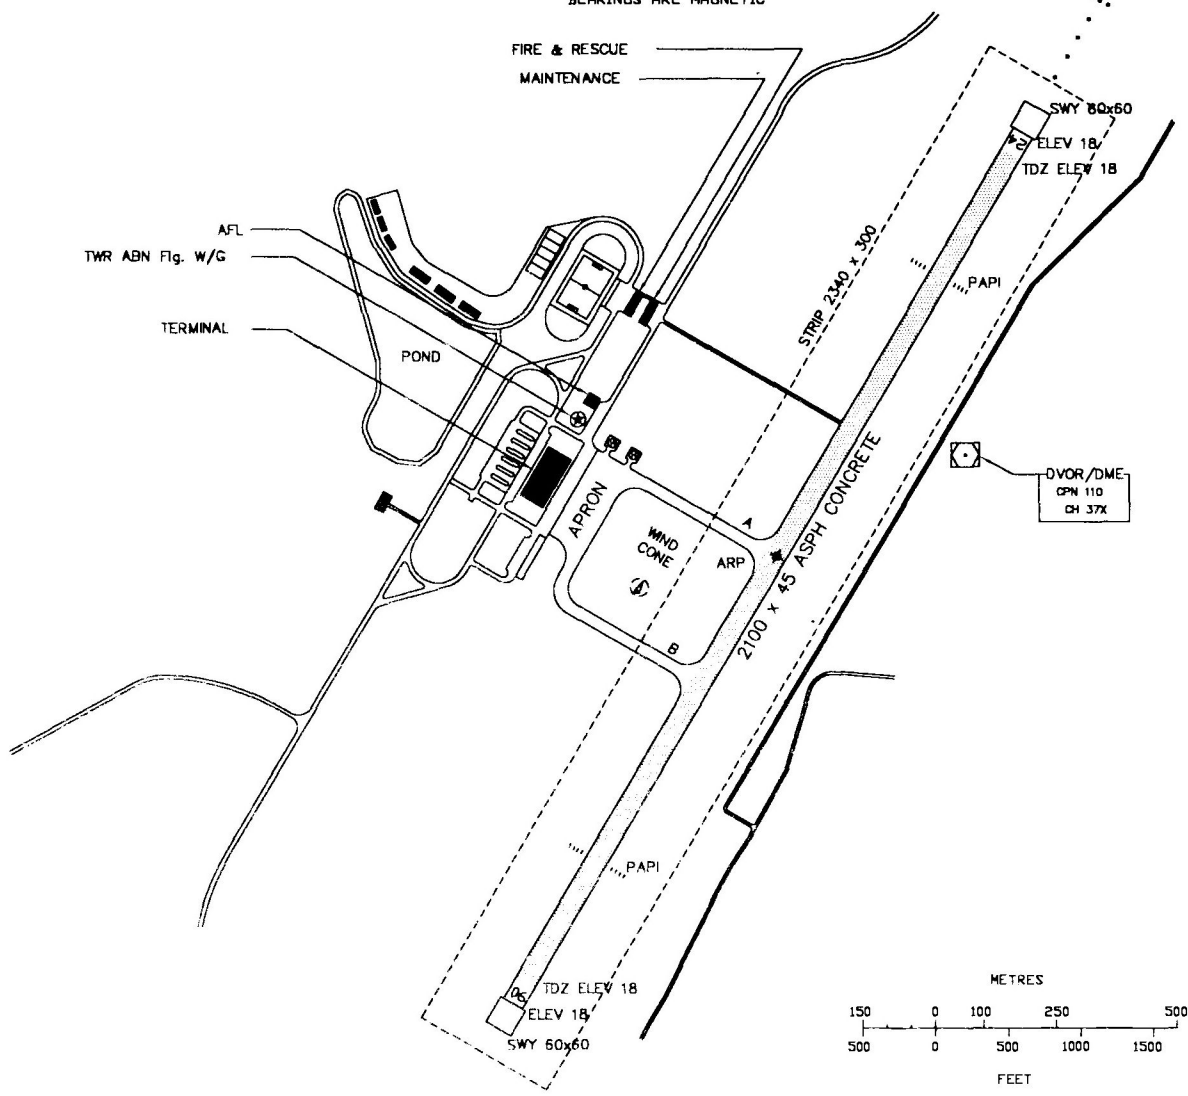 BEARINGS ARE MAGNETIC
FIRE & RESCUE
MAINTENANCE
SWY 60x60
24
ELEV 18
TDZ ELEV 18
AFL
TWR ABN Flg. W/G
TERMINAL
POND
STRIP 2340 x 300
PAPI
DVOR/DME
CPN 110
CH 37X
APRON
WIND
CONE
A
ARP
2100 x 45 ASPH CONCRETE
B
PAPI
06
TDZ ELEV 18
ELEV 18
SWY 60x60
METRES
150 0 100 250 500
500 0 500 1000 1500
FEET